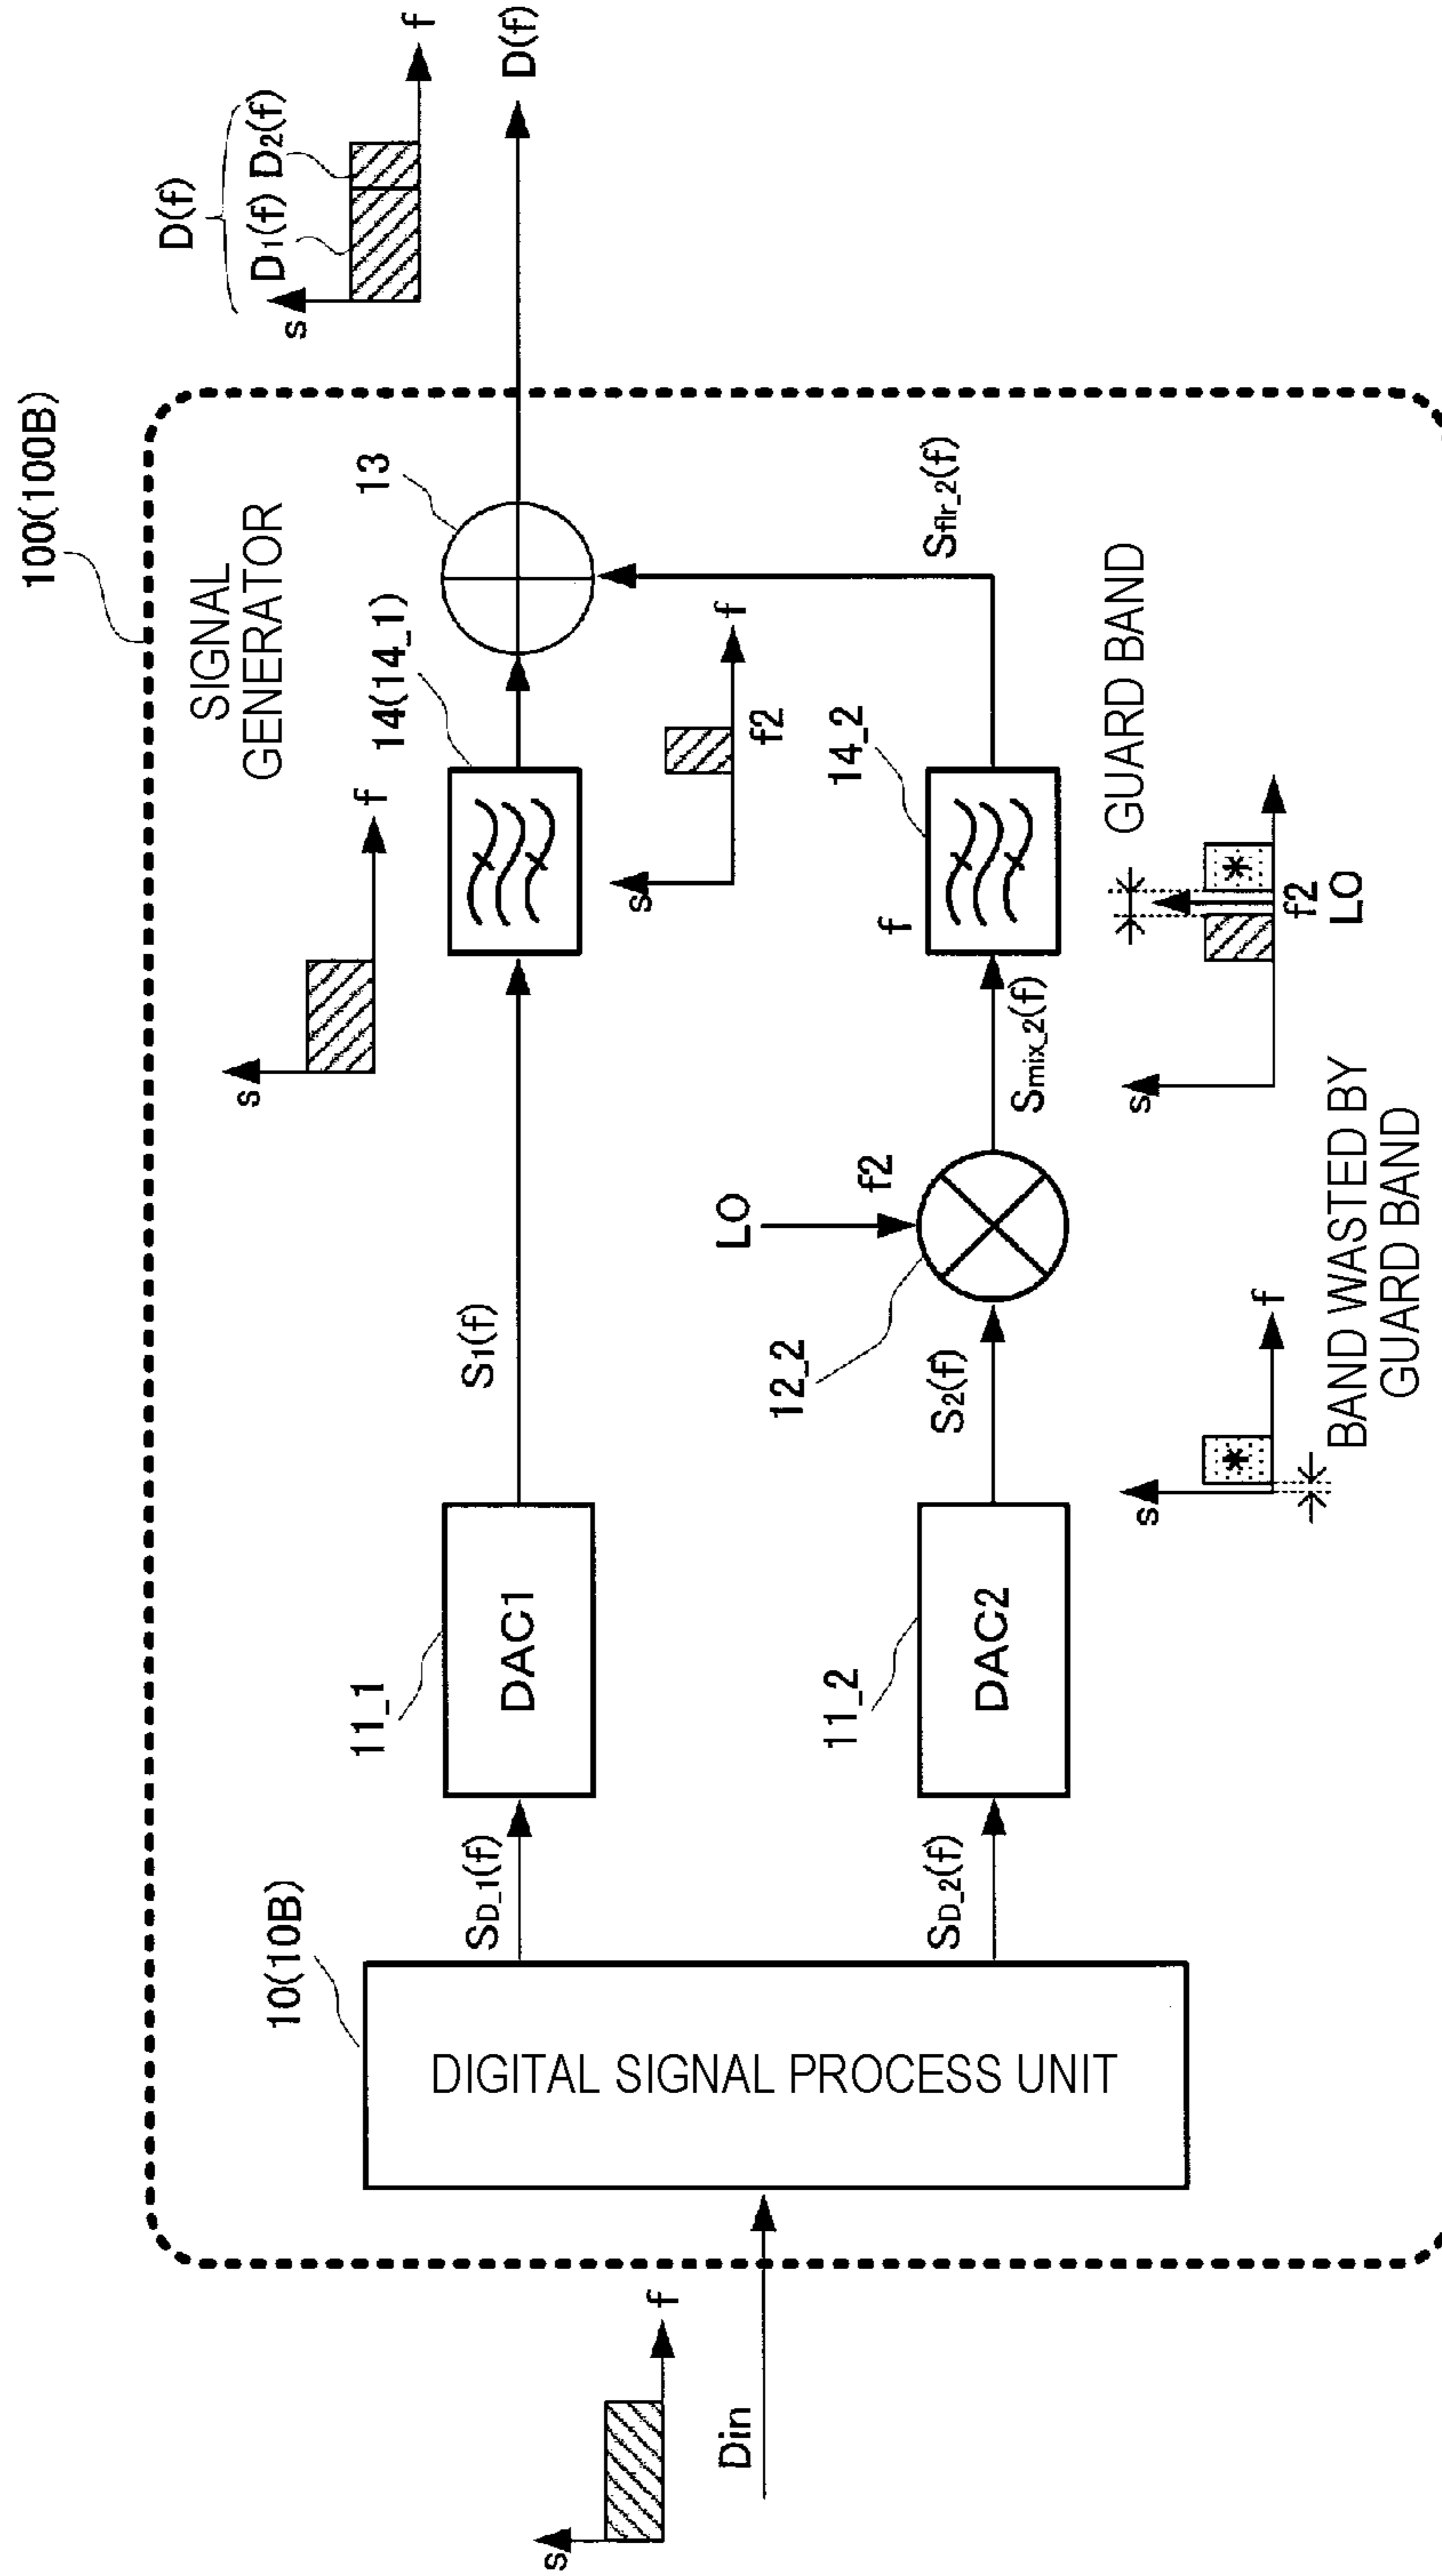 100(100B)
SIGNAL
GENERATOR
s
f
Din
10(10B)
DIGITAL SIGNAL PROCESS UNIT
SD_1(f)
11_1
DAC1
S1(f)
s
f
14(14_1)
13
D(f)
D1(f)
D2(f)
s
f
D(f)
SD_2(f)
11_2
DAC2
S2(f)
12_2
LO
f2
Smix_2(f)
f
14_2
s
f2
f
Sflr_2(f)
s
*
f
BAND WASTED BY
GUARD BAND
s
*
f2
LO
GUARD BAND